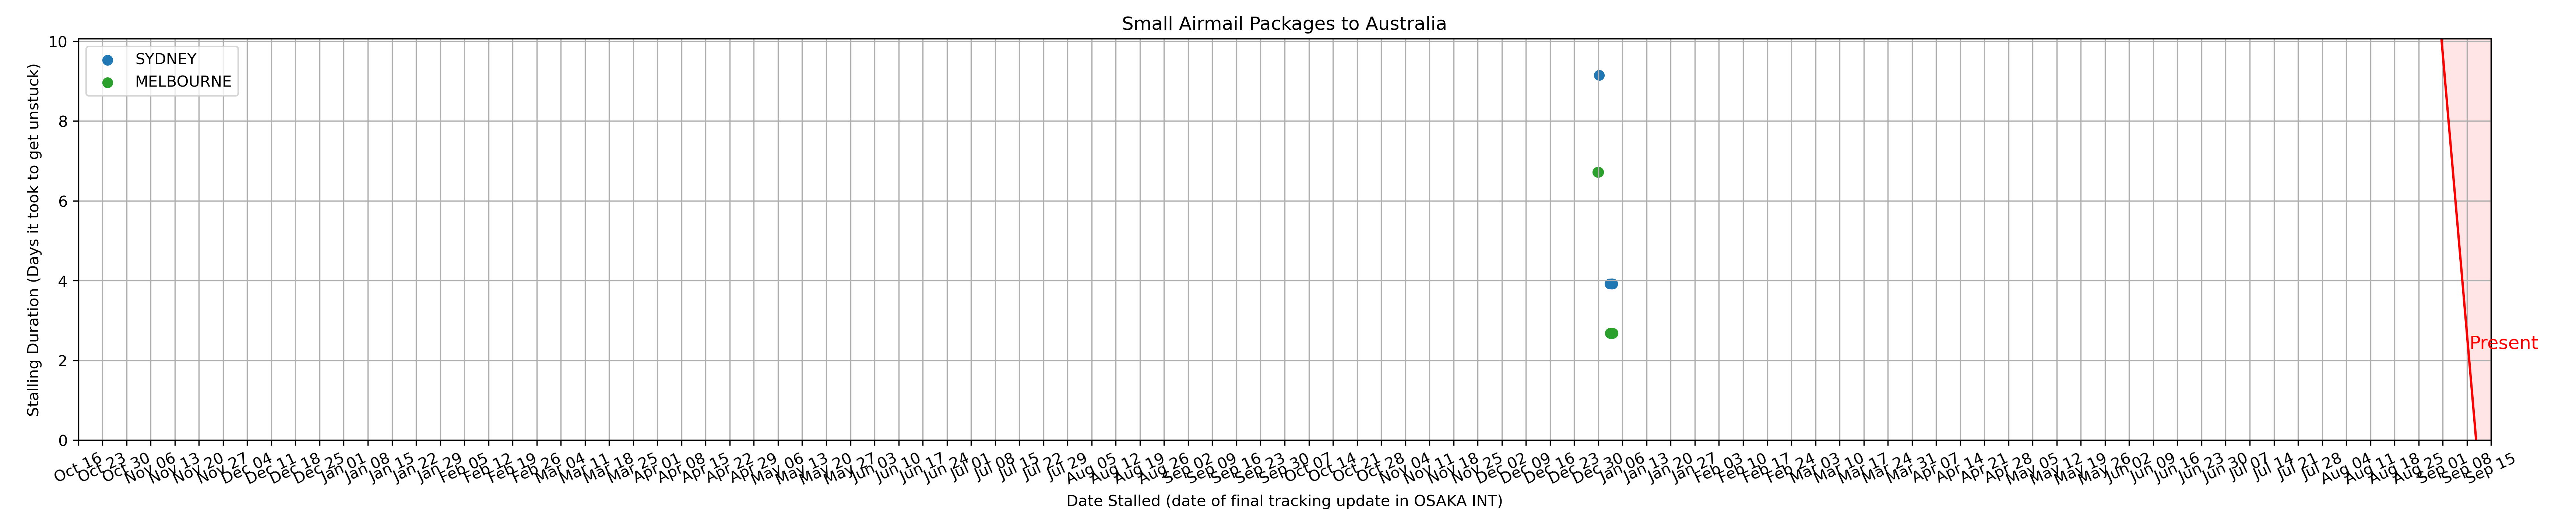 Small Airmail Packages to Australia
Stalling Duration (Days it took to get unstuck)
10
8
6
4
2
0
SYDNEY
MELBOURNE
Present
Oct 16
Oct 23
Oct 30
Nov 06
Nov 13
Nov 20
Nov 27
Dec 04
Dec 11
Dec 18
Dec 25
Jan 01
Jan 08
Jan 15
Jan 22
Jan 29
Feb 05
Feb 12
Feb 19
Feb 26
Mar 04
Mar 11
Mar 18
Mar 25
Apr 01
Apr 08
Apr 15
Apr 22
Apr 29
May 06
May 13
May 20
May 27
Jun 03
Jun 10
Jun 17
Jun 24
Jul 01
Jul 08
Jul 15
Jul 22
Jul 29
Aug 05
Aug 12
Aug 19
Aug 26
Sep 02
Sep 09
Sep 16
Sep 23
Sep 30
Oct 07
Oct 14
Oct 21
Oct 28
Nov 04
Nov 11
Nov 18
Nov 25
Dec 02
Dec 09
Dec 16
Dec 23
Dec 30
Jan 06
Jan 13
Jan 20
Jan 27
Feb 03
Feb 10
Feb 17
Feb 24
Mar 03
Mar 10
Mar 17
Mar 24
Mar 31
Apr 07
Apr 14
Apr 21
Apr 28
May 05
May 12
May 19
May 26
Jun 02
Jun 09
Jun 16
Jun 23
Jun 30
Jul 07
Jul 14
Jul 21
Jul 28
Aug 04
Aug 11
Aug 18
Aug 25
Sep 01
Sep 08
Sep 15
Date Stalled (date of final tracking update in OSAKA INT)